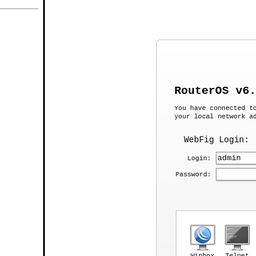 RouterOS v6.
You have connected to
your local network ad
WebFig Login:
Login: admin
Password:
Winbox Telnet